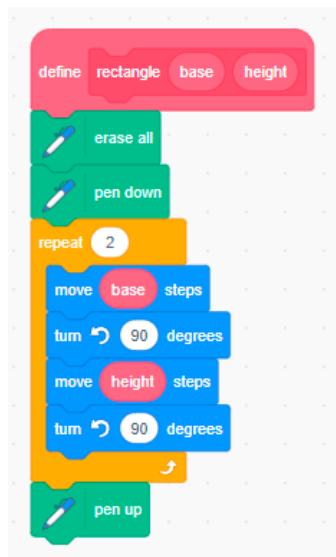 define rectangle base height
erase all
pen down
repeat 2
move base steps
turn 90 degrees
move height steps
turn 90 degrees
pen up